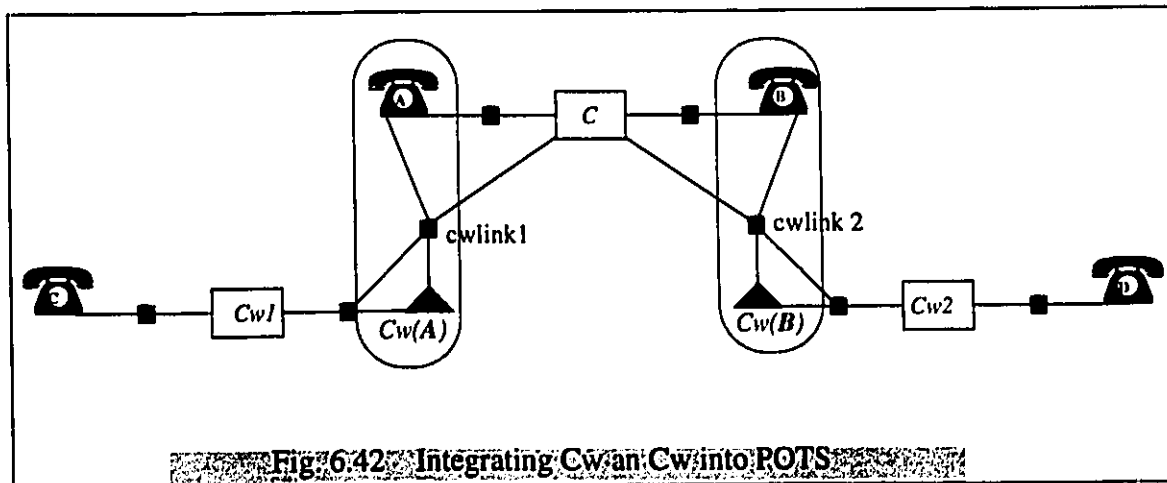 A
B
C
cwlink1
cwlink 2
C
Cw1
Cw(A)
Cw(B)
Cw2
D
Fig. 6.42 Integrating Cw an Cw into POTS